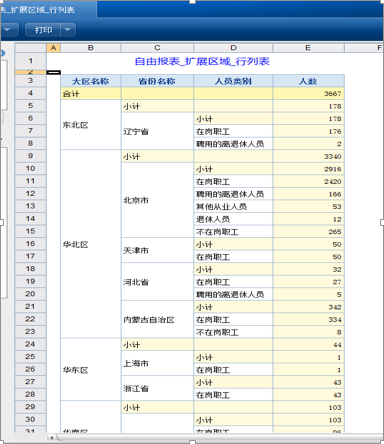 表_扩展区域_行列表
打印
A B C D E F
1 自由报表_扩展区域_行列表
2
3 大区名称 省份名称 人员类别 人数
4 合计 3667
5 小计 178
6 东北区 辽宁省 小计 178
7 在岗职工 176
8 聘用的离退休人员 2
9 小计 3340
10 小计 2916
11 在岗职工 2420
12 聘用的离退休人员 166
13 北京市 其他从业人员 53
14 退休人员 12
15 不在岗职工 265
16 华北区 天津市 小计 50
17 在岗职工 50
18 小计 32
19 河北省 在岗职工 27
20 聘用的离退休人员 5
21 小计 342
22 内蒙古自治区 在岗职工 334
23 不在岗职工 8
24 小计 44
25 上海市 小计 1
26 华东区 在岗职工 1
27 浙江省 小计 43
28 在岗职工 43
29 小计 103
30 小计 103
31